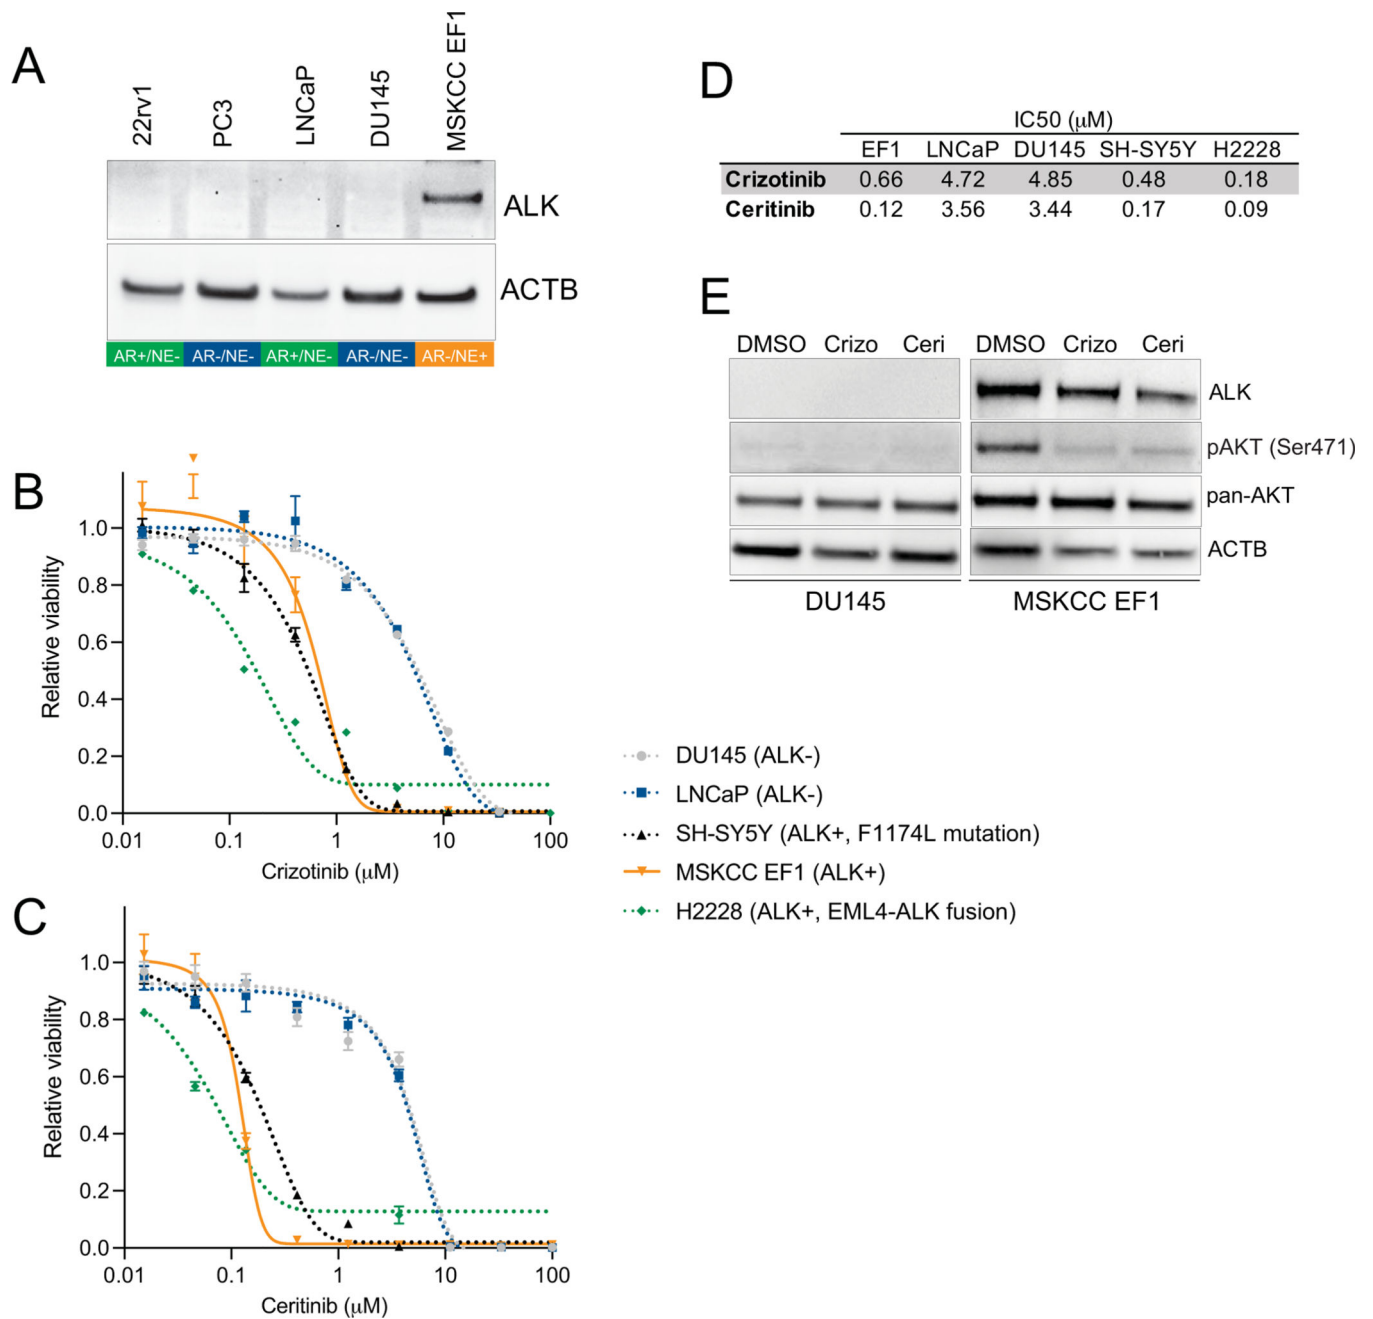 A
22rv1
PC3
LNCaP
DU145
MSKCC EF1
ALK
ACTB
AR+/NE- AR-/NE- AR+/NE- AR-/NE- AR-/NE+
B
Relative viability
1.0
0.8
0.6
0.4
0.2
0.0
0.01 0.1 1 10 100
Crizotinib (μM)
C
Relative viability
1.0
0.8
0.6
0.4
0.2
0.0
0.01 0.1 1 10 100
Ceritinib (μM)
DU145 (ALK-)
LNCaP (ALK-)
SH-SY5Y (ALK+, F1174L mutation)
MSKCC EF1 (ALK+)
H2228 (ALK+, EML4-ALK fusion)
D
IC50 (μM)
EF1 LNCaP DU145 SH-SY5Y H2228
Crizotinib 0.66 4.72 4.85 0.48 0.18
Ceritinib 0.12 3.56 3.44 0.17 0.09
E
DMSO Crizo Ceri DMSO Crizo Ceri
ALK
pAKT (Ser471)
pan-AKT
ACTB
DU145 MSKCC EF1